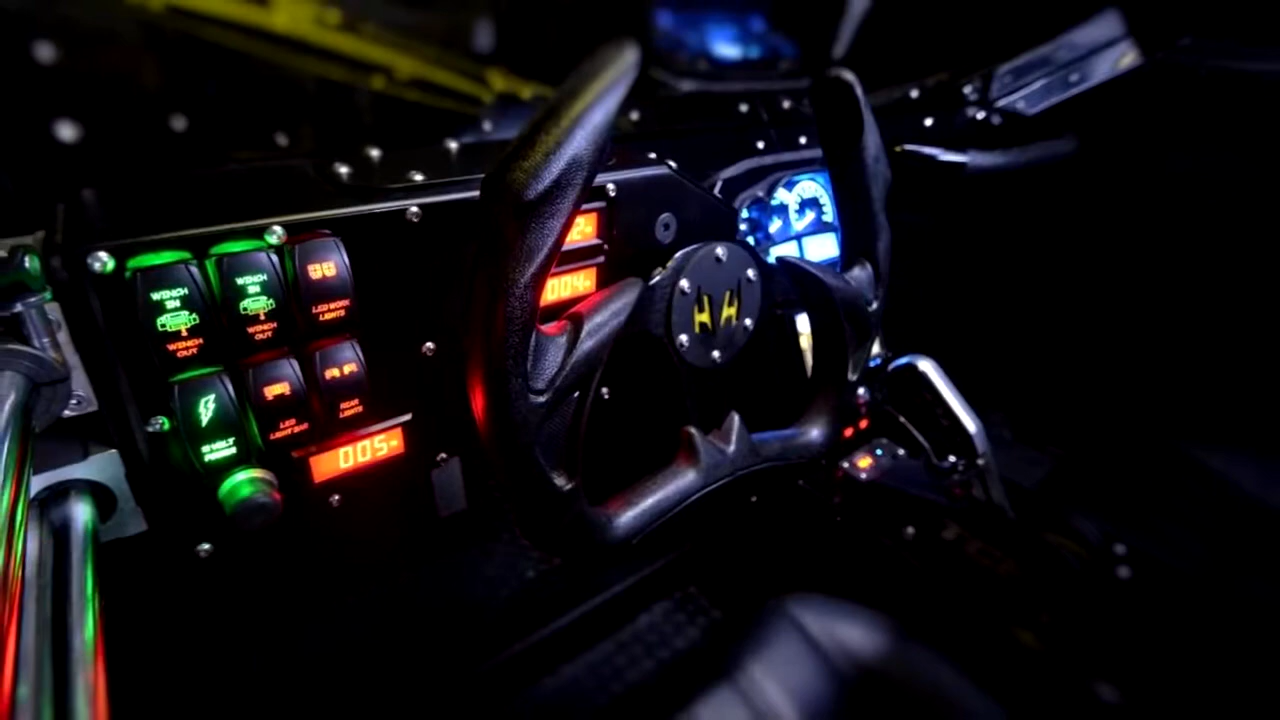 WINCH
IN
WINCH
OUT
WINCH
IN
WINCH
OUT
LED WORK
LIGHTS
12 VOLT
POWER
LED
LIGHT BAR
REAR
LIGHTS
005
004
H H